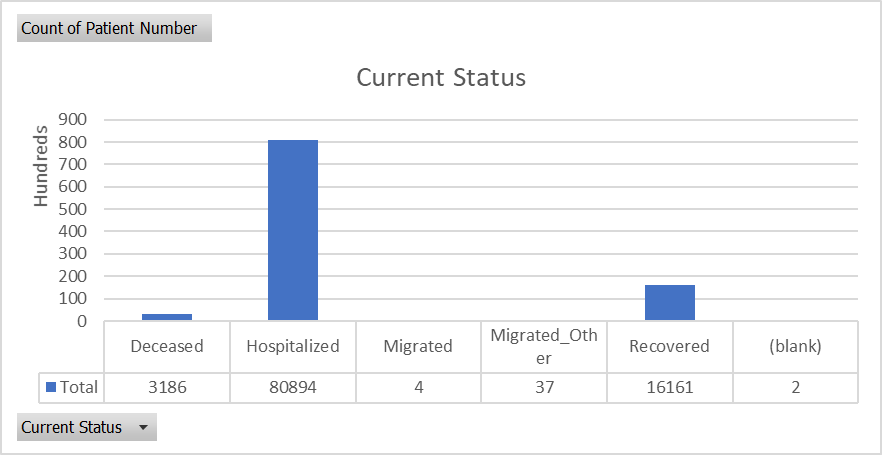 Count of Patient Number
Current Status
Hundreds
900
800
700
600
500
400
300
200
100
0
Deceased Hospitalized Migrated Migrated_Oth
er Recovered (blank)
Total 3186 80894 4 37 16161 2
Current Status